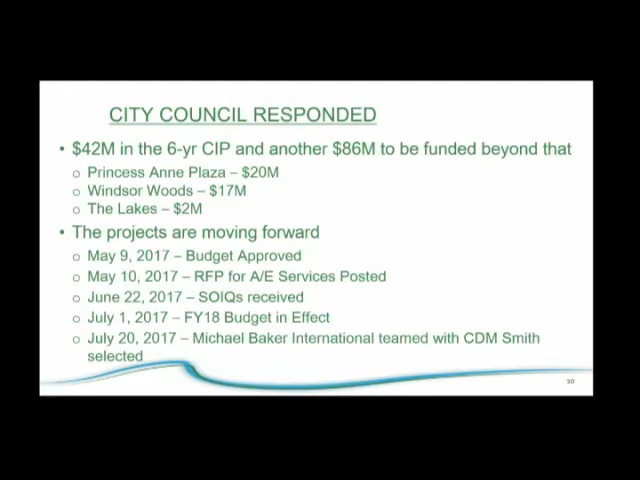 CITY COUNCIL RESPONDED
• $42M in the 6-yr CIP and another $86M to be funded beyond that
o Princess Anne Plaza – $20M
o Windsor Woods – $17M
o The Lakes – $2M
• The projects are moving forward
o May 9, 2017 – Budget Approved
o May 10, 2017 – RFP for A/E Services Posted
o June 22, 2017 – SOIQs received
o July 1, 2017 – FY18 Budget in Effect
o July 20, 2017 – Michael Baker International teamed with CDM Smith
selected
10